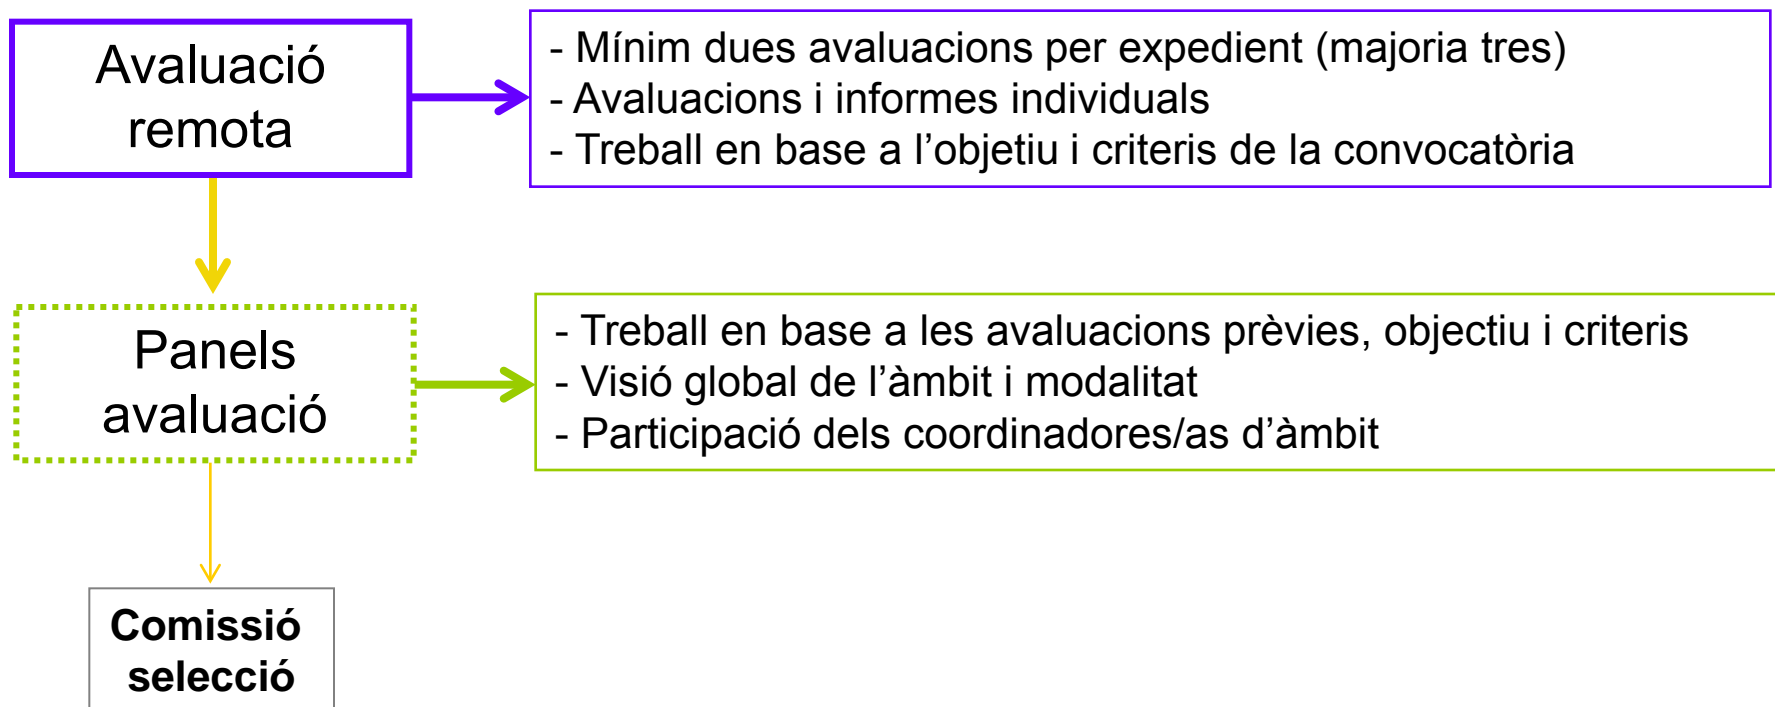 Avaluació
remota
- Mínim dues avaluacions per expedient (majoria tres)
- Avaluacions i informes individuals
- Treball en base a l’objetiu i criteris de la convocatòria
Panels
avaluació
- Treball en base a les avaluacions prèvies, objectiu i criteris
- Visió global de l’àmbit i modalitat
- Participació dels coordinadores/as d’àmbit
Comissió
selecció